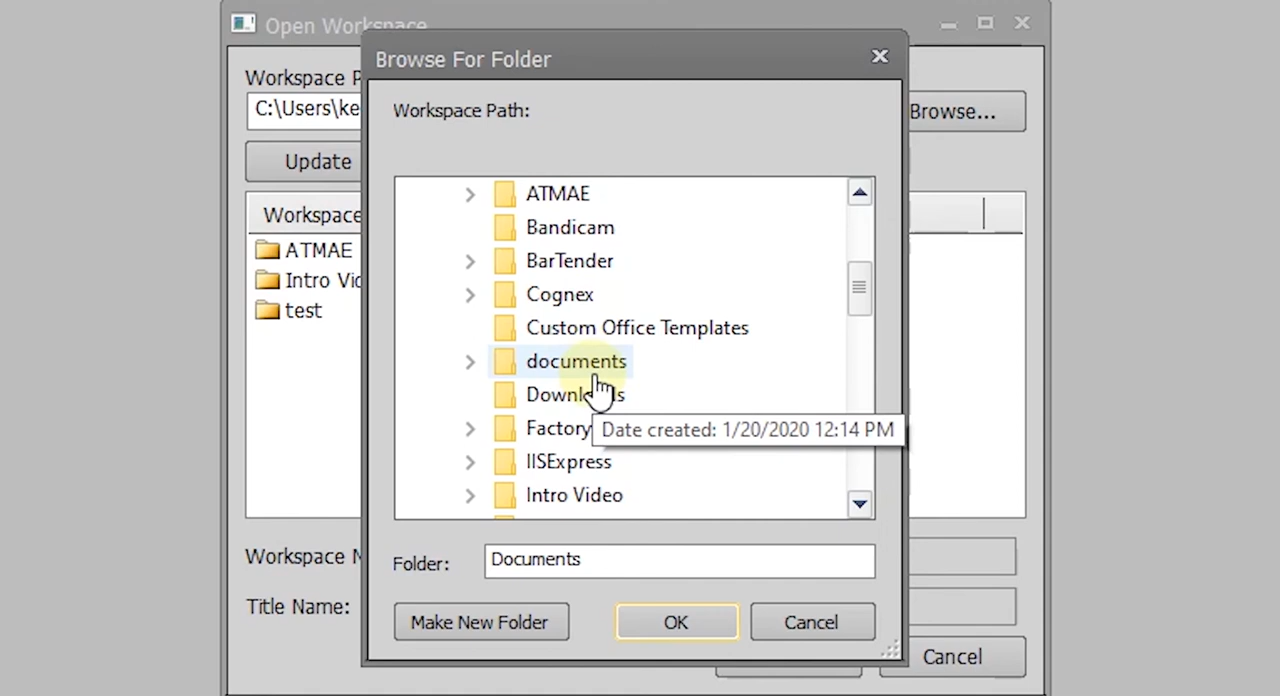 Open Workspace
Browse For Folder
Workspace P
C:\Users\ke
Workspace Path:
Browse...
Update
Workspace
ATMAE
Intro Vid
test
ATMAE
Bandicam
BarTender
Cognex
Custom Office Templates
documents
Downloads
Factory
Date created: 1/20/2020 12:14 PM
IISExpress
Intro Video
Workspace N
Folder:
Documents
Title Name:
Make New Folder
OK
Cancel
Cancel